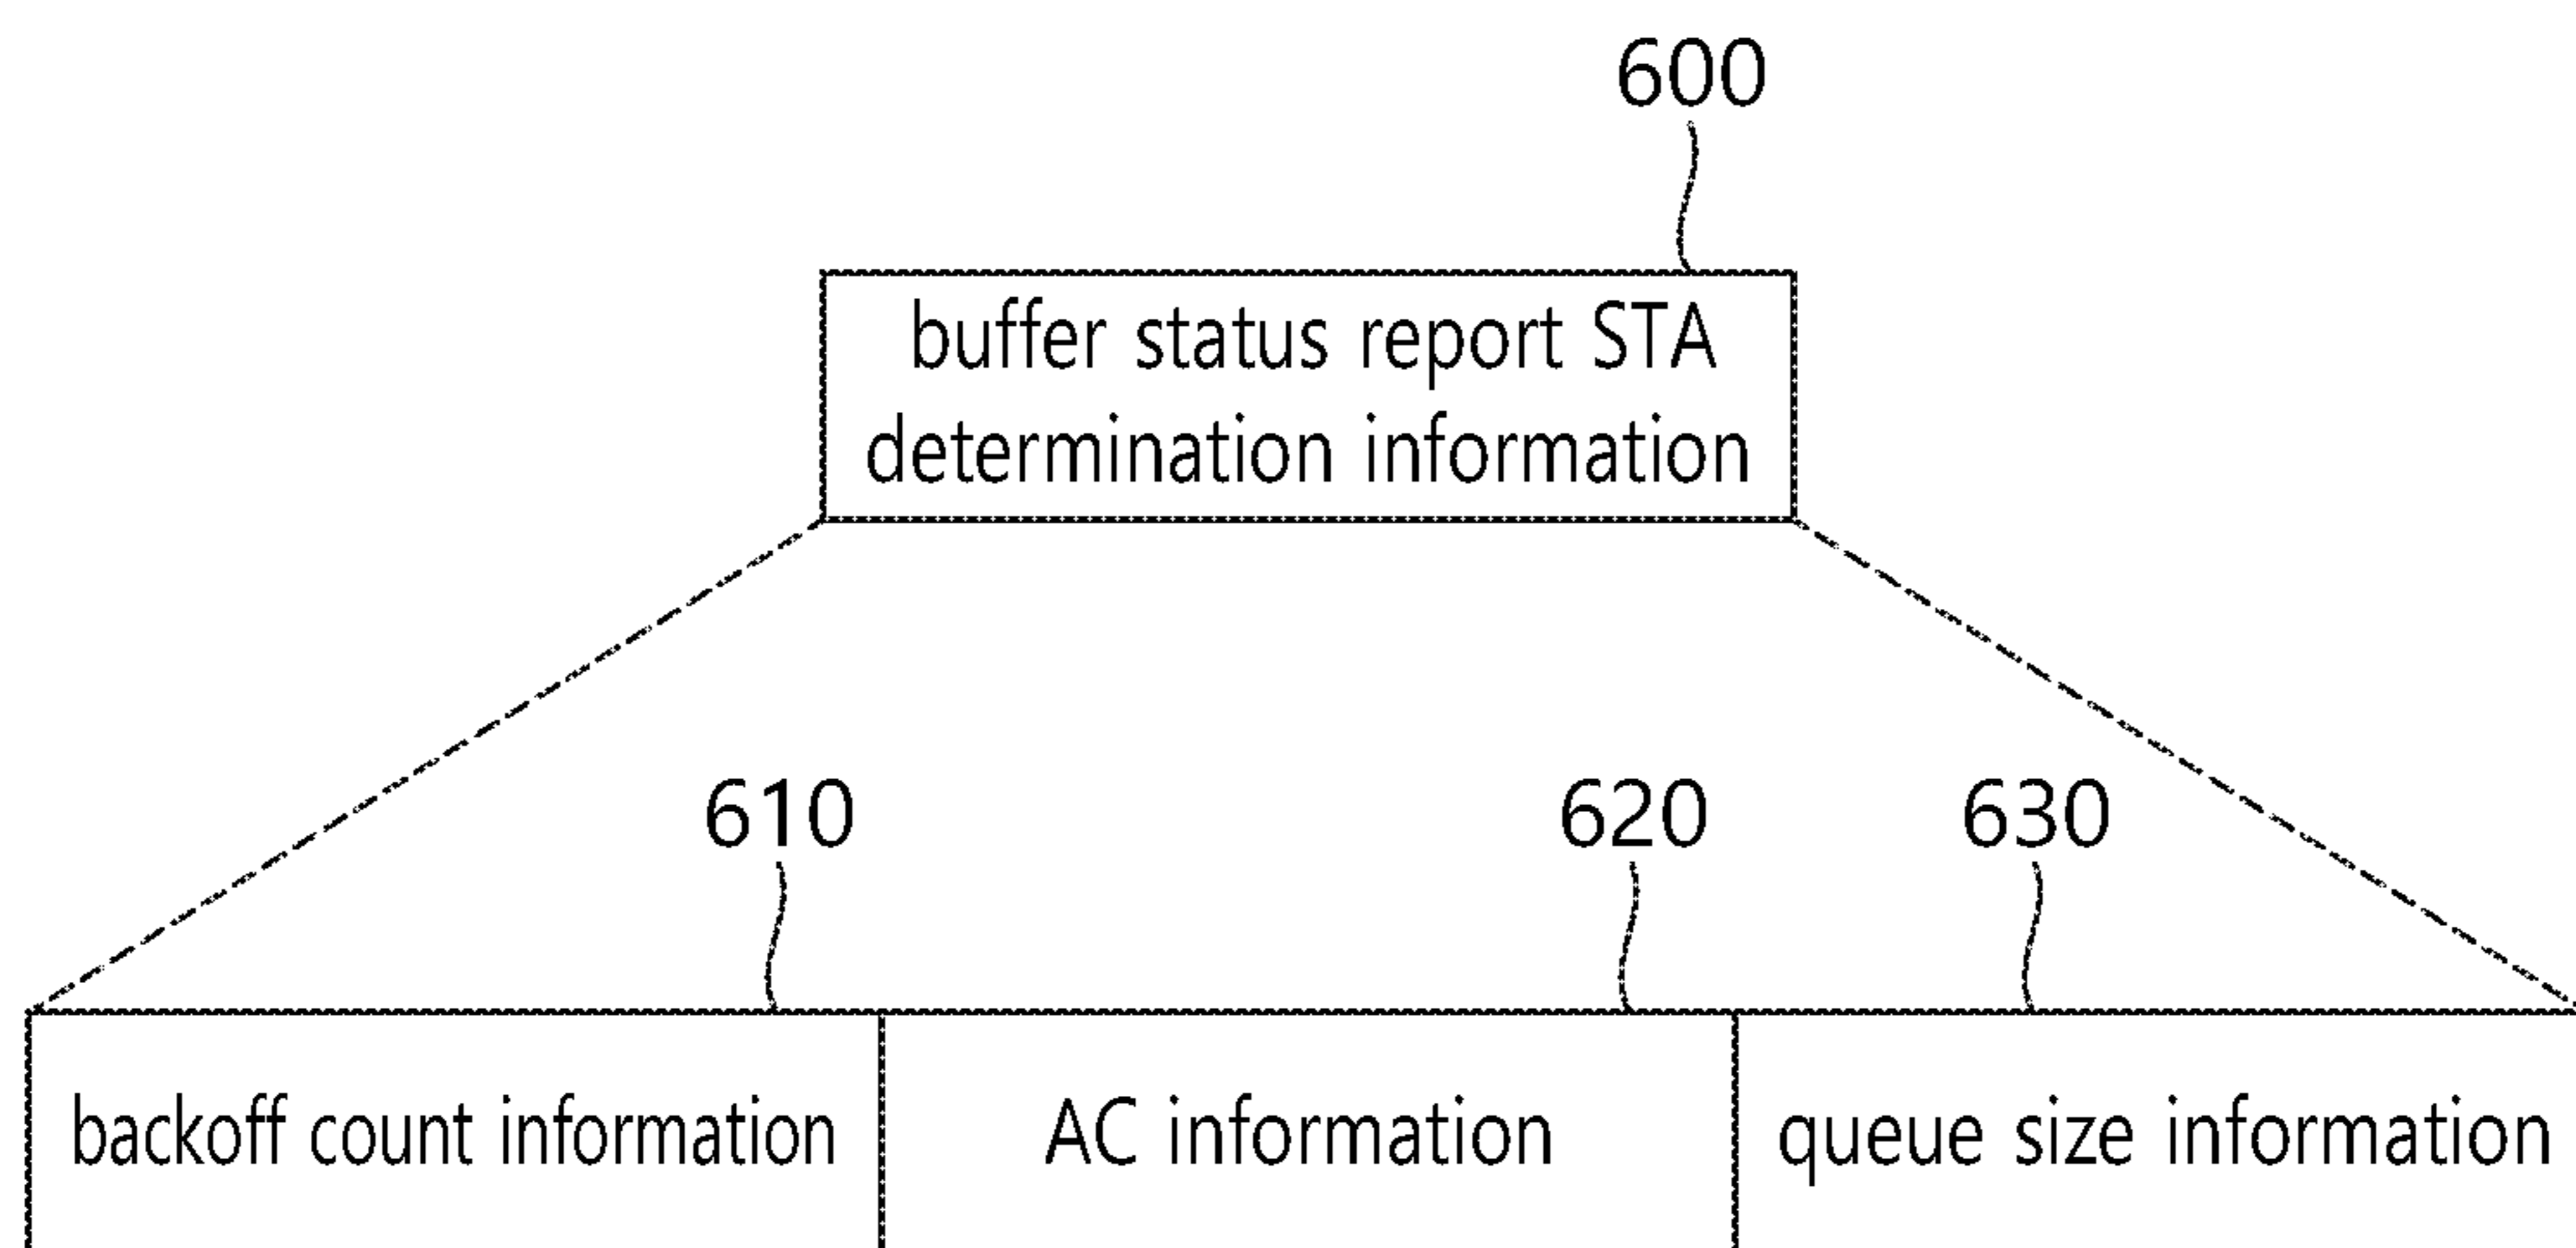 600
buffer status report STA
determination information
610
620
630
backoff count information
AC information
queue size information